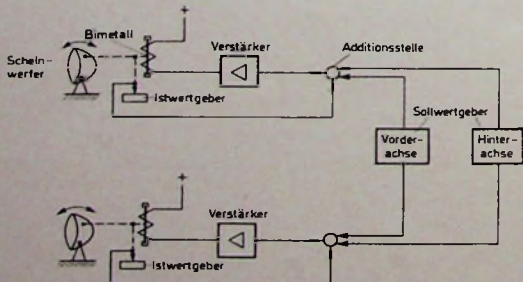 Bimetall
Verstärker
Additionsstelle
Schein-
werfer
Istwertgeber
Sollwertgeber
Vorder-
achse
Hinter-
achse
Verstärker
Istwertgeber